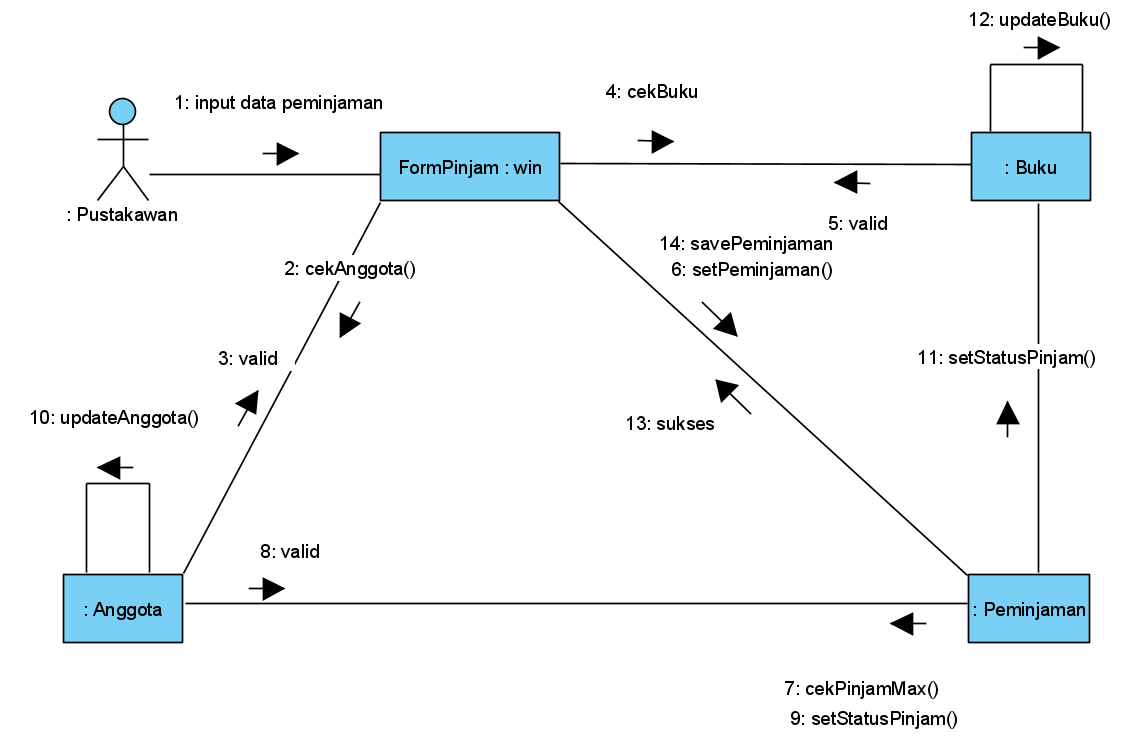 12: updateBuku()
1: input data peminjaman
4: cekBuku
FormPinjam : win
: Buku
: Pustakawan
5: valid
14: savePeminjaman
6: setPeminjaman()
2: cekAnggota()
3: valid
11: setStatusPinjam()
10: updateAnggota()
13: sukses
8: valid
: Anggota
: Peminjaman
7: cekPinjamMax()
9: setStatusPinjam()